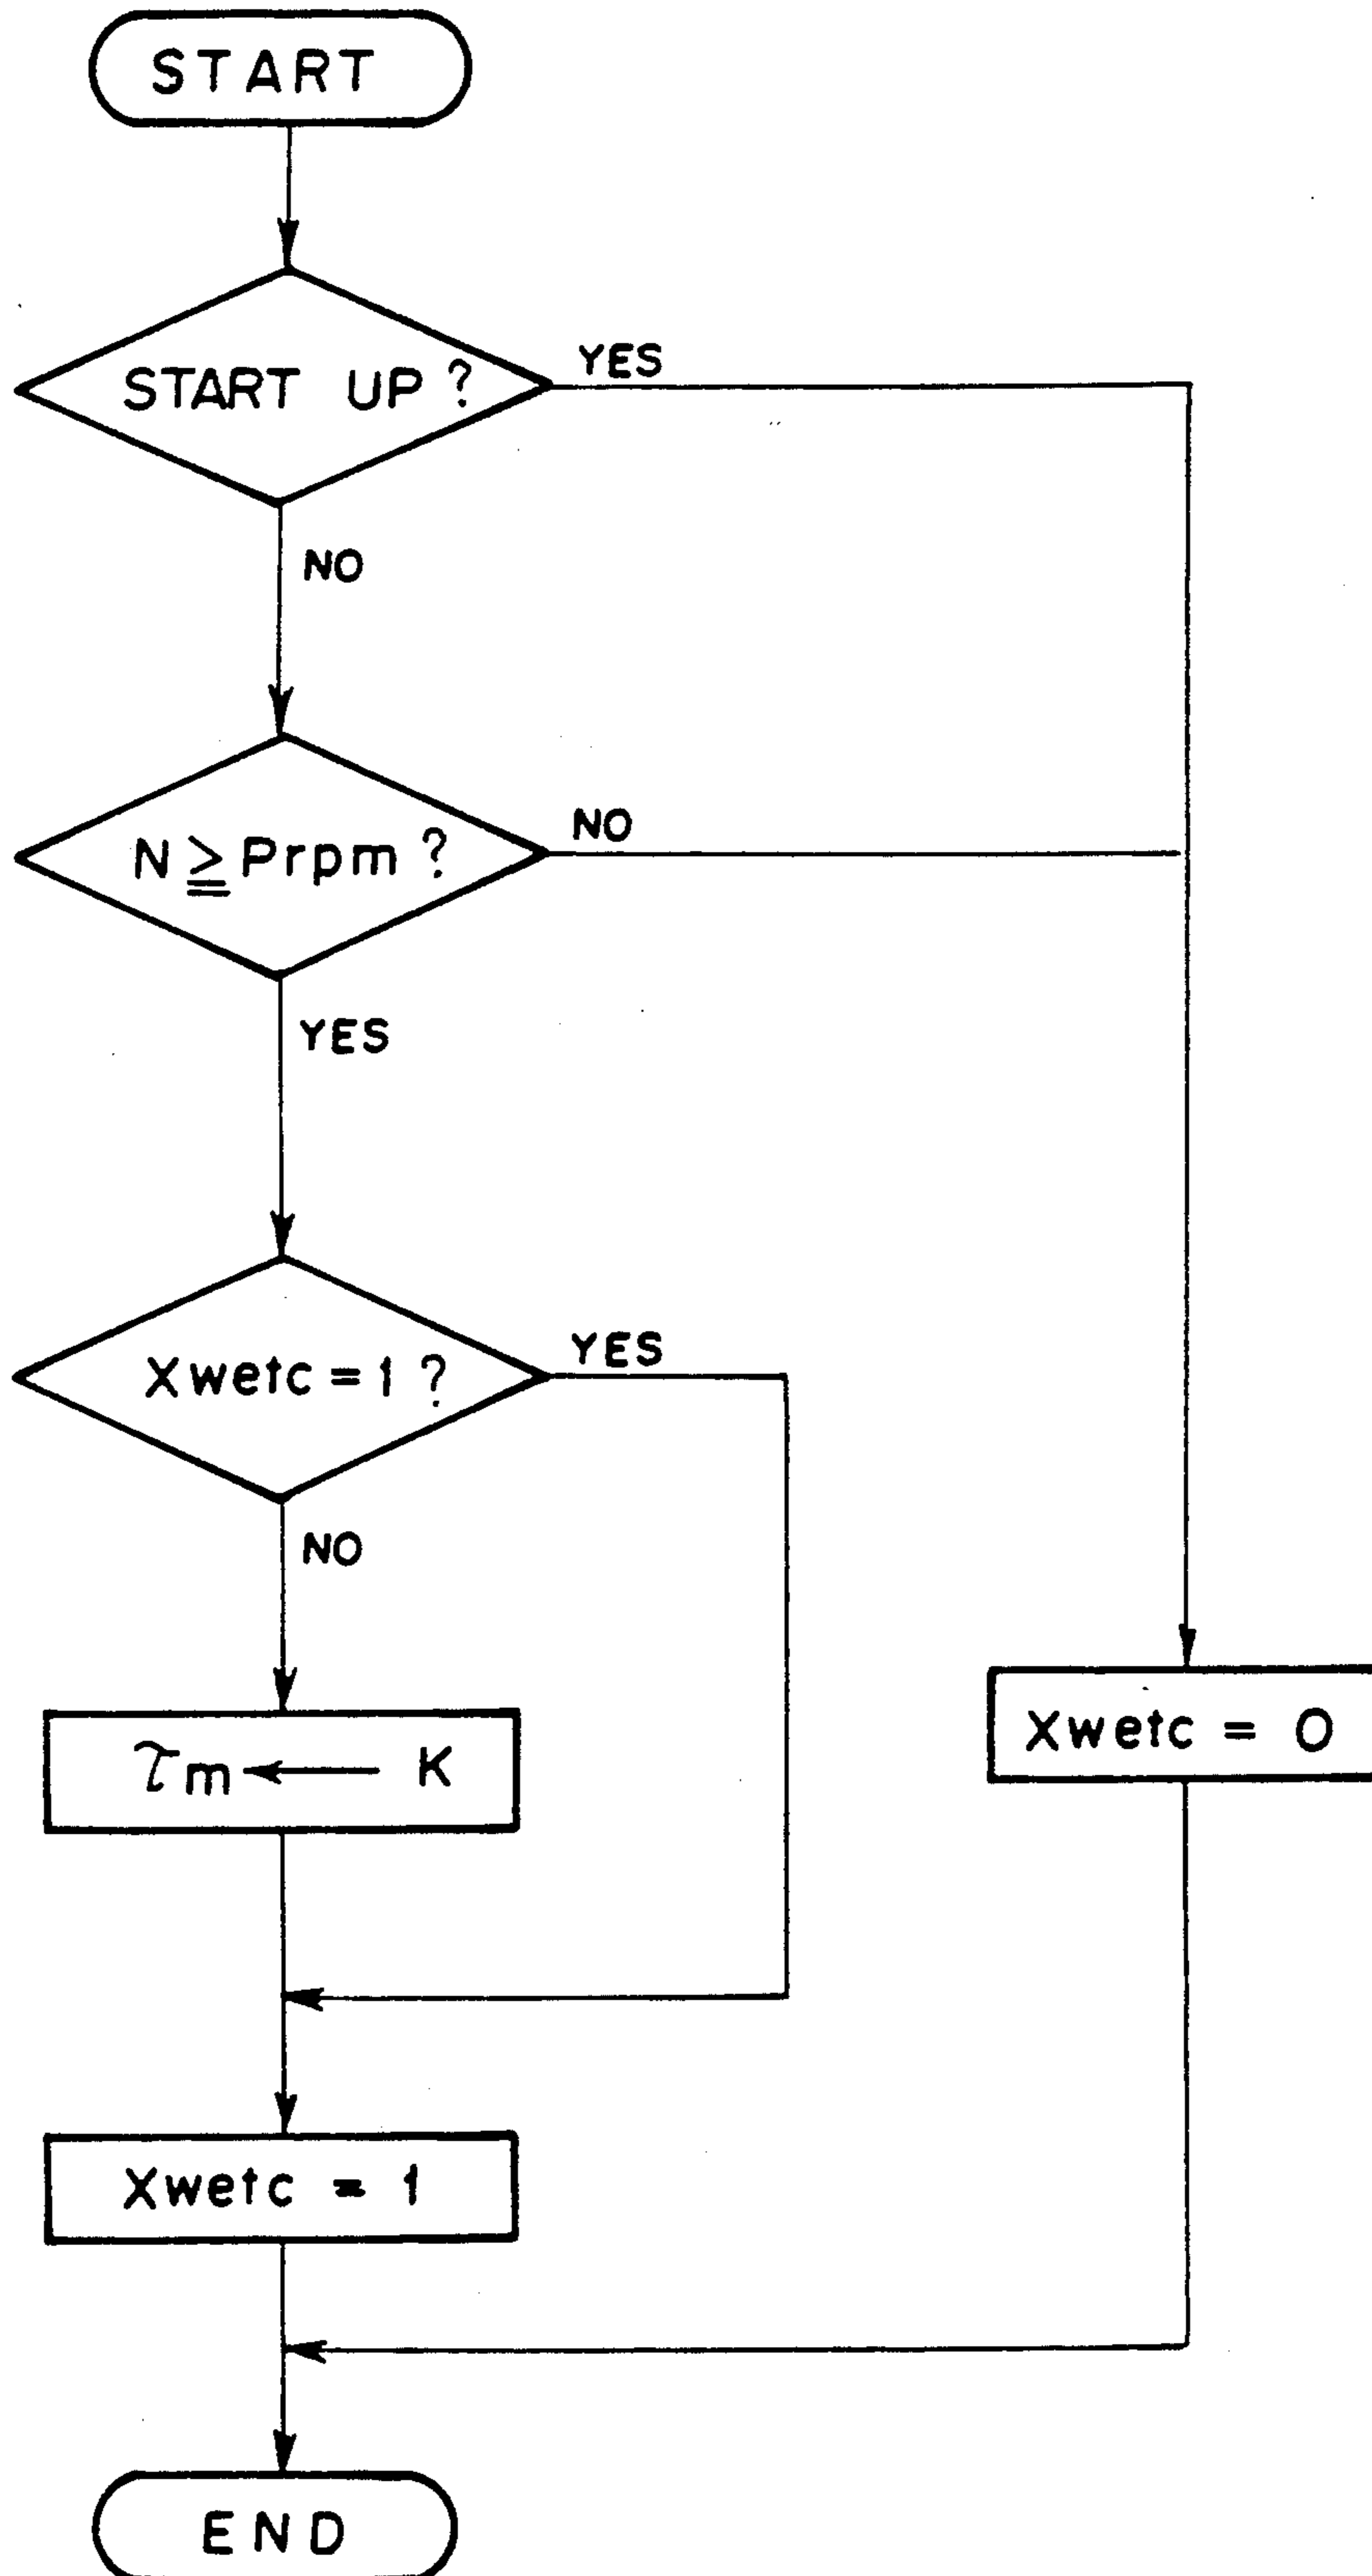 START
START UP ?
YES
NO
N ≧ Prpm ?
NO
YES
Xwetc = 1 ?
YES
NO
τm ← K
Xwetc = 0
Xwetc = 1
END